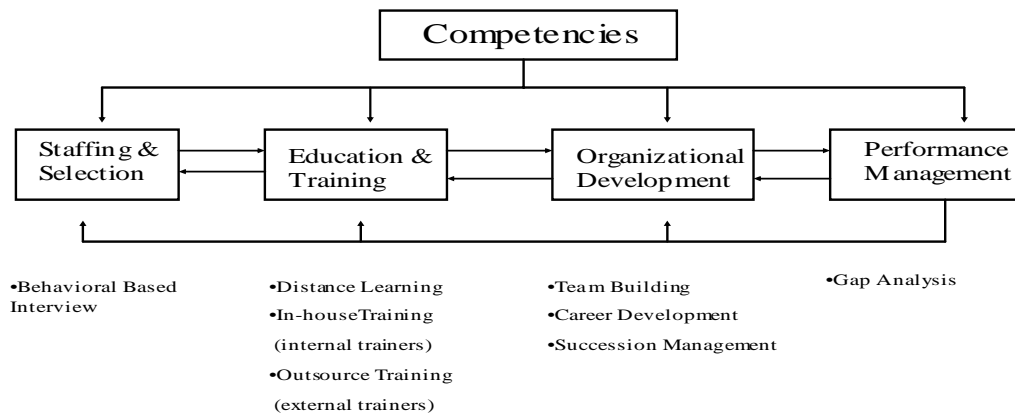 Competencies
Staffing &
Selection
Education &
Training
Organizational
Development
Performance
Management
•Behavioral Based
Interview
•Distance Learning
•In-houseTraining
(internal trainers)
•Outsource Training
(external trainers)
•Team Building
•Career Development
•Succession Management
•Gap Analysis